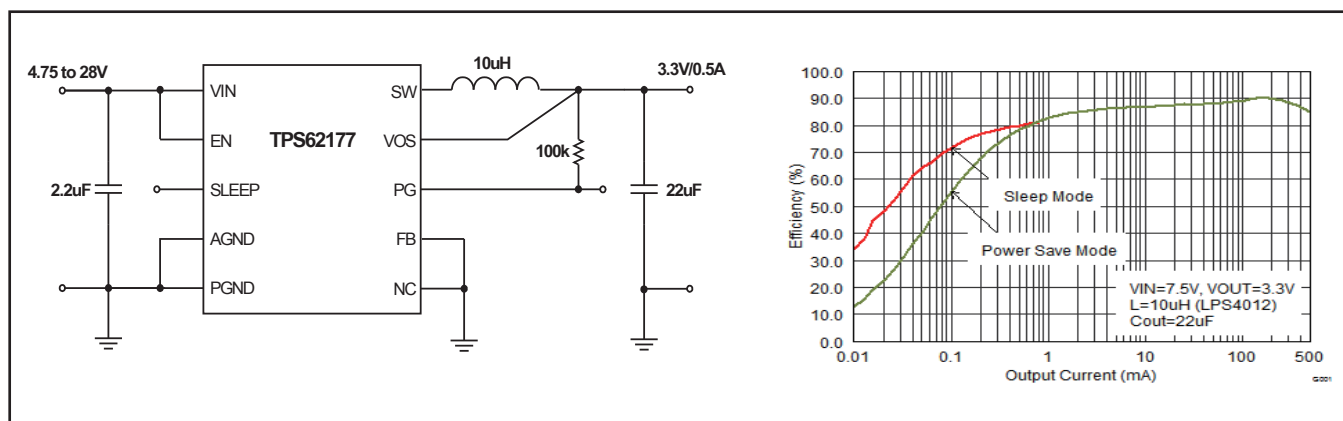 4.75 to 28V
2.2uF
TPS62177
VIN
EN
SLEEP
AGND
PGND
SW
VOS
PG
FB
NC
10uH
3.3V/0.5A
100k
22uF
Efficiency (%)
100.0
90.0
80.0
70.0
60.0
50.0
40.0
30.0
20.0
10.0
0.0
Sleep Mode
Power Save Mode
VIN=7.5V, VOUT=3.3V
L=10uH (LPS4012)
Cout=22uF
0.01 0.1 1 10 100 500
Output Current (mA)
G001